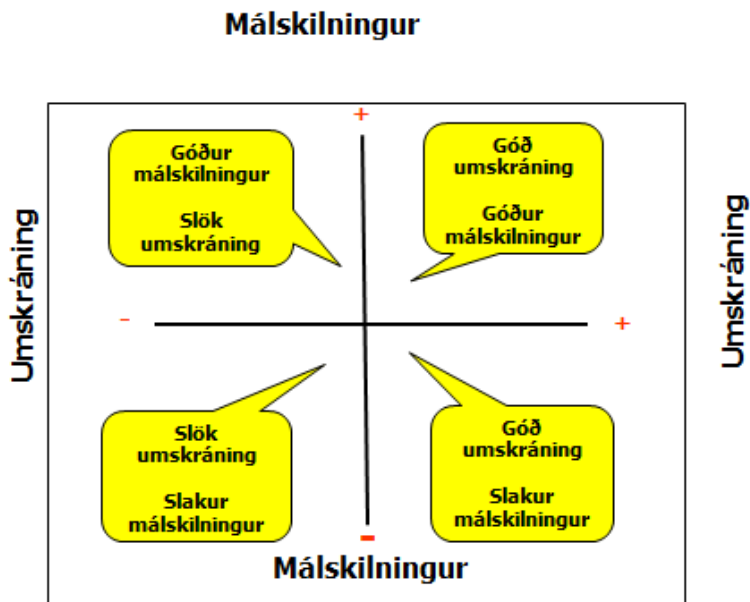 Málskilningur
+
Góður
málskilningur
Slök
umskráning
Góð
umskráning
Góður
málskilningur
Umskráning
-
+
Umskráning
Slök
umskráning
Slakur
málskilningur
Góð
umskráning
Slakur
málskilningur
-
Málskilningur